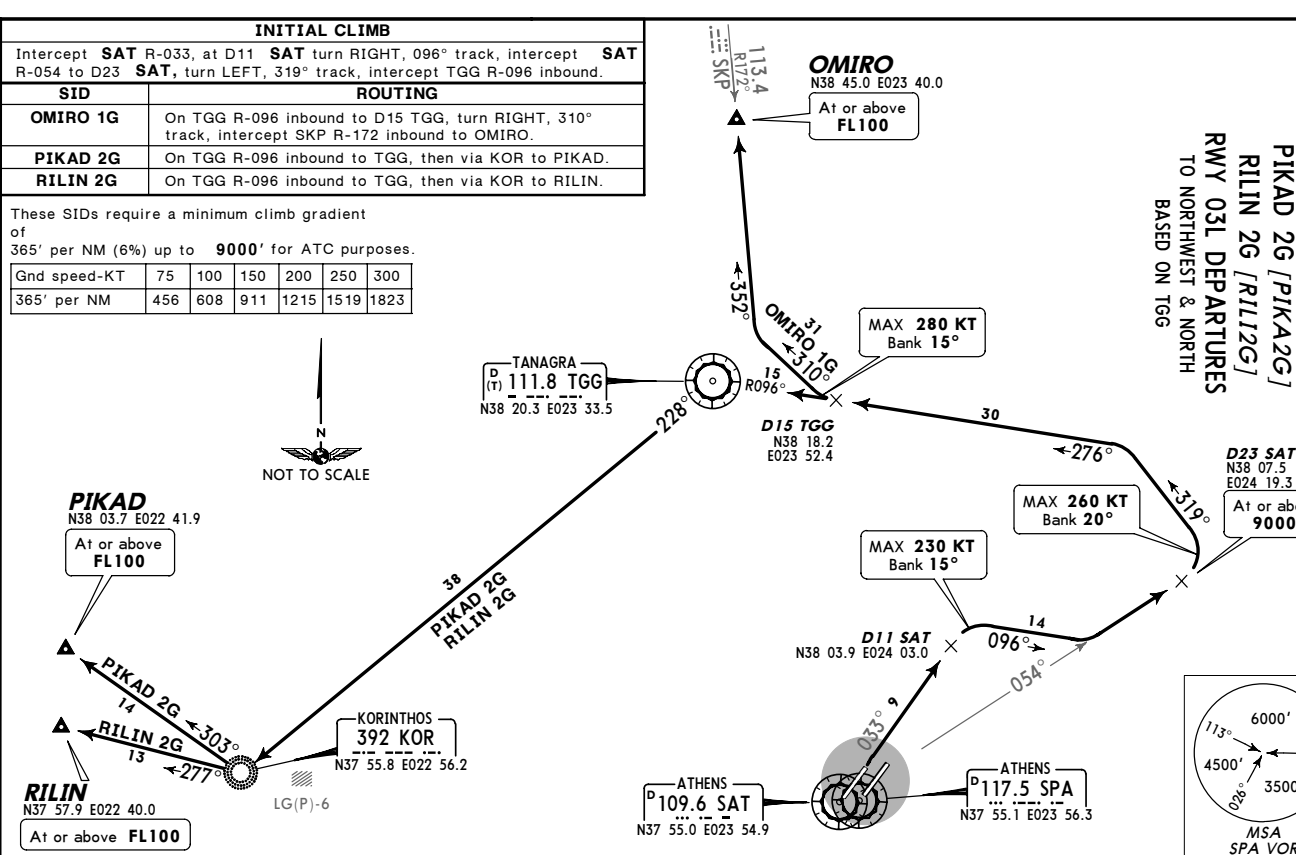 INITIAL CLIMB
Intercept SAT R-033, at D11 SAT turn RIGHT, 096° track, intercept SAT
R-054 to D23 SAT, turn LEFT, 319° track, intercept TGG R-096 inbound.
SID ROUTING
OMIRO 1G On TGG R-096 inbound to D15 TGG, turn RIGHT, 310°
track, intercept SKP R-172 inbound to OMIRO.
PIKAD 2G On TGG R-096 inbound to TGG, then via KOR to PIKAD.
RILIN 2G On TGG R-096 inbound to TGG, then via KOR to RILIN.
These SIDs require a minimum climb gradient
of
365' per NM (6%) up to 9000' for ATC purposes.
Gnd speed-KT 75 100 150 200 250 300
365' per NM 456 608 911 1215 1519 1823
N
NOT TO SCALE
113.4
R172°
SKP
OMIRO
N38 45.0 E023 40.0
At or above
FL100
PIKAD 2G [PIKA2G]
RILIN 2G [RILI2G]
RWY 03L DEPARTURES
TO NORTHWEST & NORTH
BASED ON TGG
352°
31
OMIRO 1G
310°
MAX 280 KT
Bank 15°
TANAGRA
D
(T) 111.8 TGG
N38 20.3 E023 33.5
15
R096°
D15 TGG
N38 18.2
E023 52.4
30
276°
319°
D23 SAT
N38 07.5
E024 19.3
At or
9000
MAX 260 KT
Bank 20°
MAX 230 KT
Bank 15°
228°
38
PIKAD 2G
RILIN 2G
PIKAD
N38 03.7 E022 41.9
At or above
FL100
PIKAD 2G
14
303°
RILIN 2G
13
277°
RILIN
N37 57.9 E022 40.0
At or above FL100
KORINTHOS
392 KOR
N37 55.8 E022 56.2
LG(P)-6
D11 SAT
N38 03.9 E024 03.0
14
096°
054°
033° 9
ATHENS
D 109.6 SAT
N37 55.0 E023 54.9
ATHENS
D 117.5 SPA
N37 55.1 E023 56.3
113°
6000'
4500'
026°
3500
MSA
SPA VOR